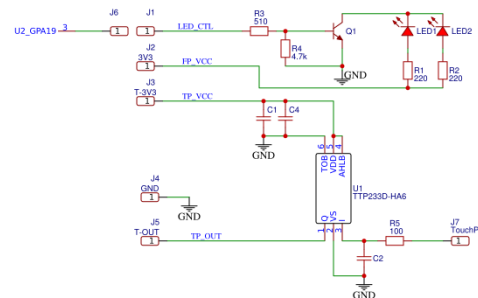 J6
J1
U2_GPA19
3
1
1
LED_CTL
R3
510
Q1
LED1
LED2
R4
4.7k
J2
3V3
1
FP_VCC
GND
R1
220
R2
220
J3
T-3V3
1
TP_VCC
C1
C4
GND
6
5
4
TOB
VDD
AHLB
U1
TTP233D-HA6
J4
GND
1
GND
Q
VS
I
1
2
3
J5
T-OUT
1
TP_OUT
R5
100
J7
TouchP
1
C2
GND